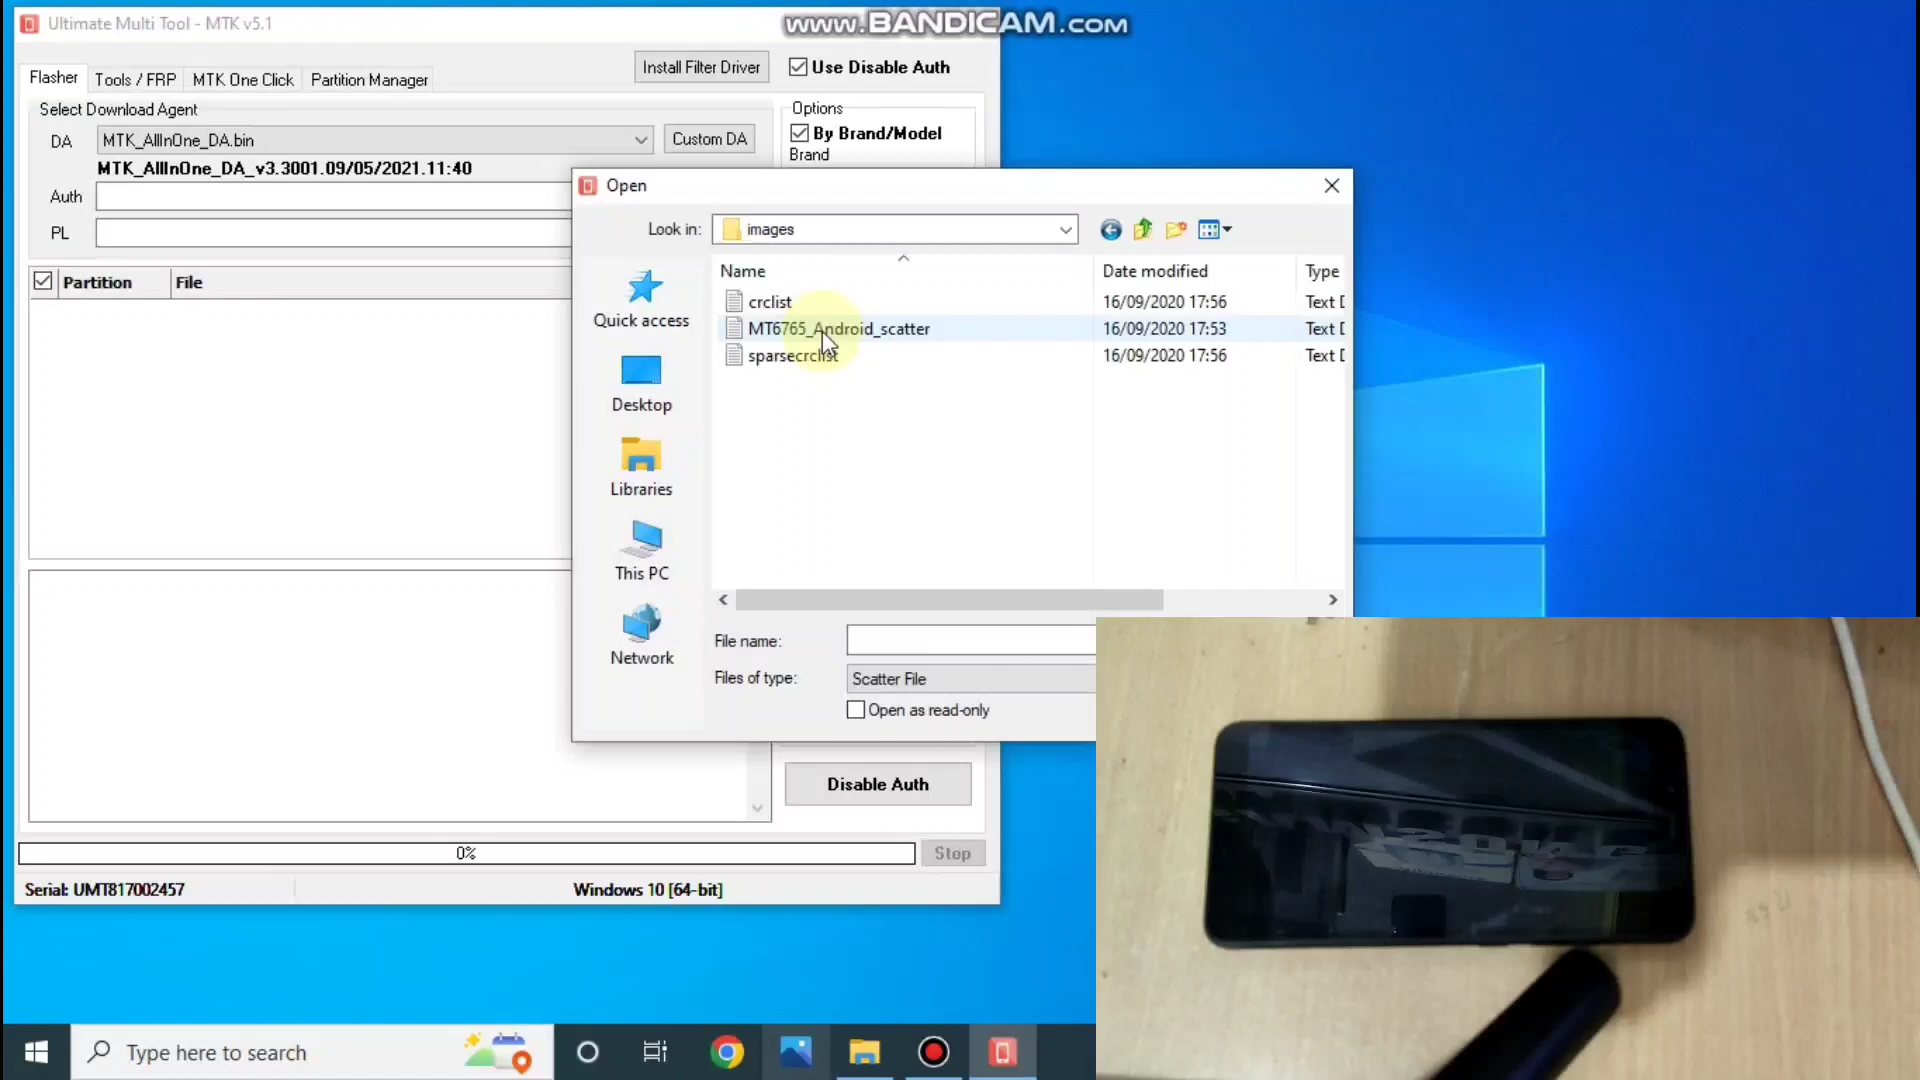 Ultimate Multi Tool - MTK v5.1
www.BANDICAM.com
Flasher
Tools / FRP
MTK One Click
Partition Manager
Install Filter Driver
Use Disable Auth
Select Download Agent
DA
MTK_AllInOne_DA.bin
Custom DA
MTK_AllInOne_DA_v3.3001.09/05/2021.11:40
Auth
PL
Options
By Brand/Model
Brand
Partition
File
Open
Look in:
images
Name
Date modified
Type
crclist
16/09/2020 17:56
Text D
MT6765_Android_scatter
16/09/2020 17:53
Text D
sparsecrclist
16/09/2020 17:56
Text D
Quick access
Desktop
Libraries
This PC
Network
File name:
Files of type:
Scatter File
Open as read-only
Disable Auth
0%
Stop
Serial: UMT817002457
Windows 10 [64-bit]
Type here to search